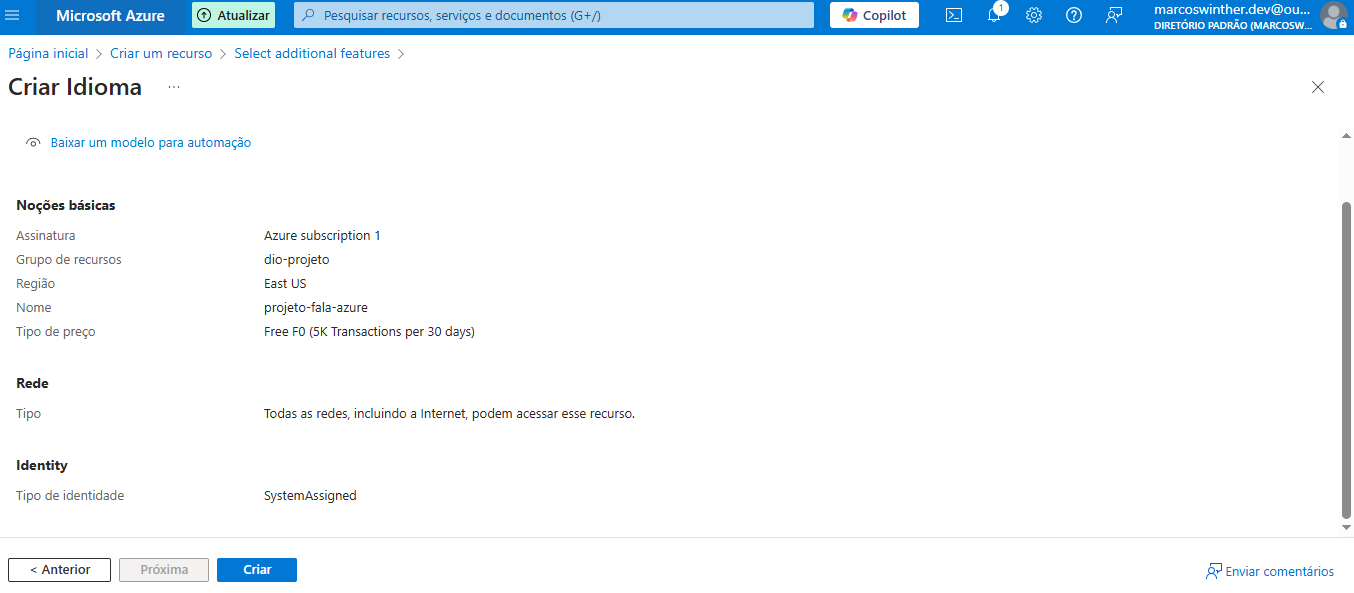 Microsoft Azure
Atualizar
Pesquisar recursos, serviços e documentos (G+/)
Copilot
1
marcoswinther.dev@ou...
DIRETÓRIO PADRÃO (MARCOSW...
Página inicial > Criar um recurso > Select additional features >
Criar Idioma ...
Baixar um modelo para automação
Noções básicas
Assinatura Azure subscription 1
Grupo de recursos dio-projeto
Região East US
Nome projeto-fala-azure
Tipo de preço Free F0 (5K Transactions per 30 days)
Rede
Tipo Todas as redes, incluindo a Internet, podem acessar esse recurso.
Identity
Tipo de identidade SystemAssigned
< Anterior Próxima Criar Enviar comentários